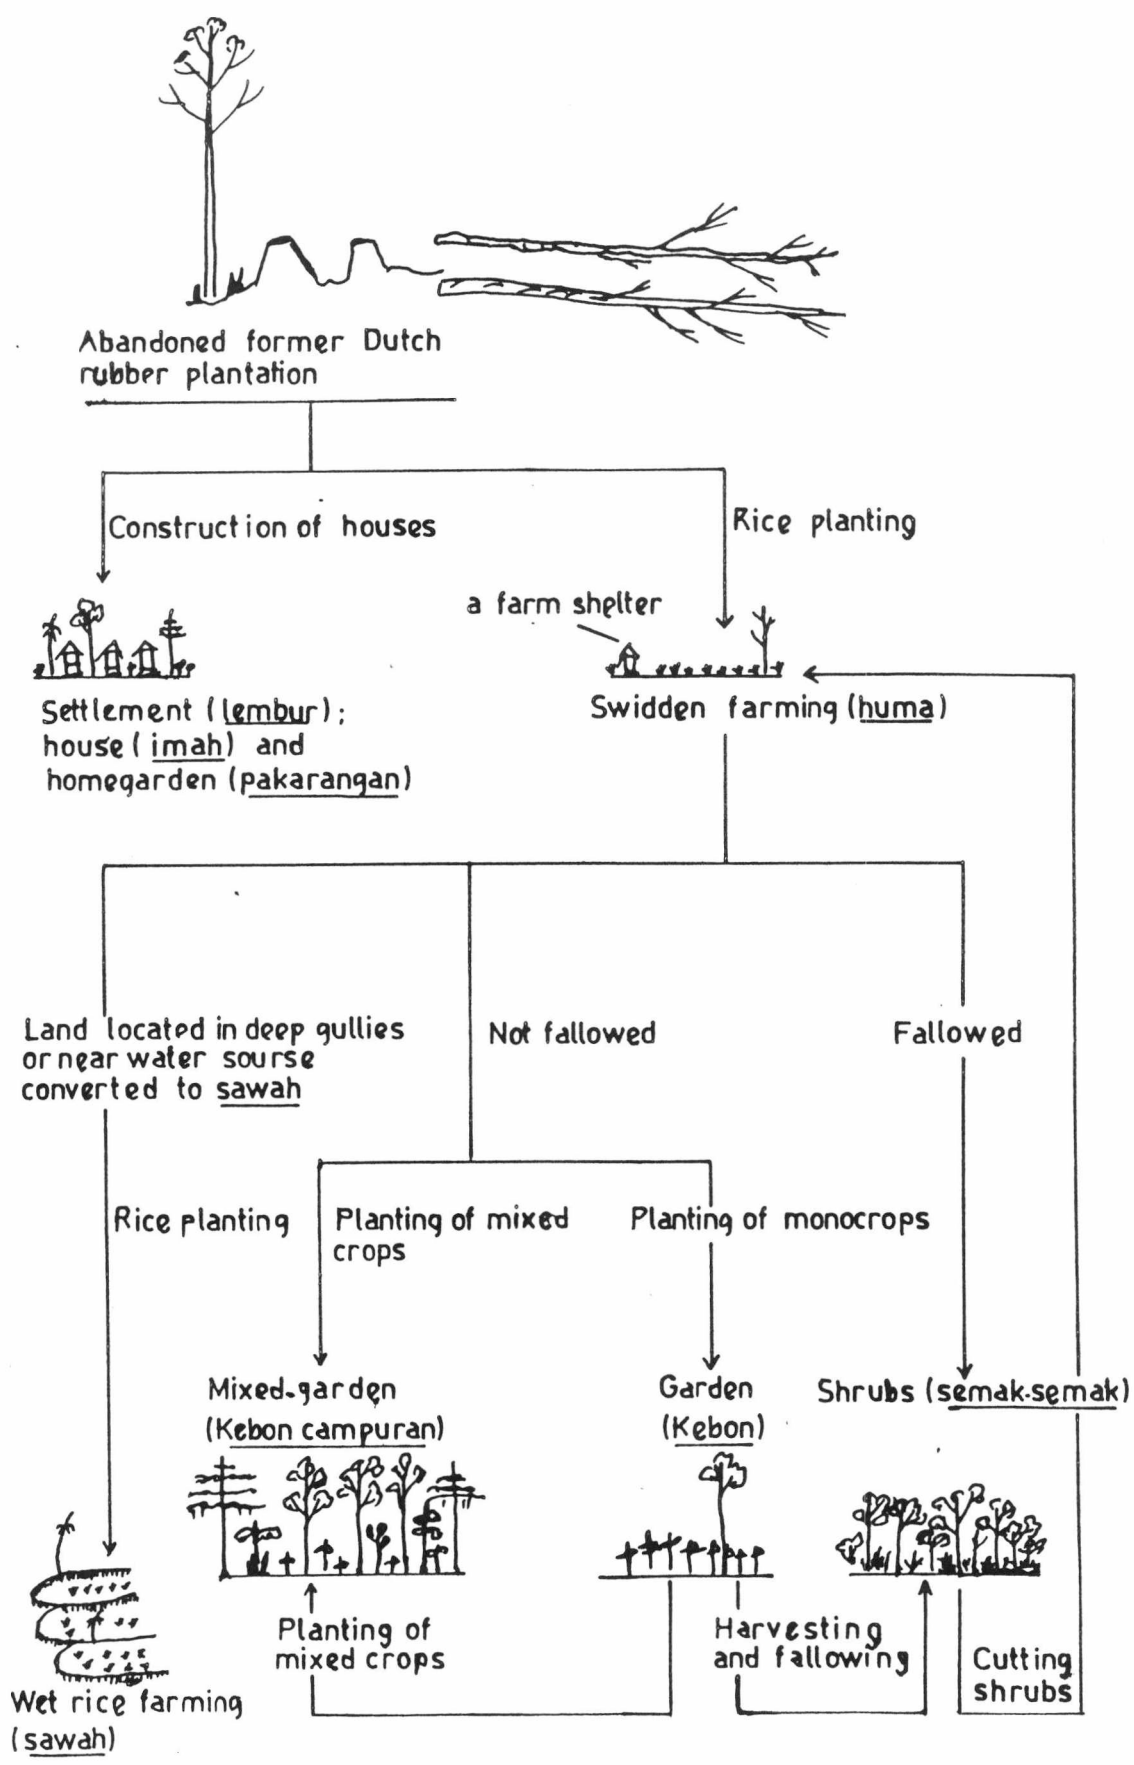 Abandoned former Dutch
rubber plantation
Construction of houses
Rice planting
a farm shelter
Settlement (lembur);
house (imah) and
homegarden (pakarangan)
Swidden farming (huma)
Land located in deep gullies
or near water sourse
converted to sawah
Not fallowed
Fallowed
Rice planting
Planting of mixed
crops
Planting of monocrops
Mixed-garden
(Kebon campuran)
Garden
(Kebon)
Shrubs (semak-semak)
Planting of
mixed crops
Harvesting
and fallowing
Cutting
shrubs
Wet rice farming
(sawah)